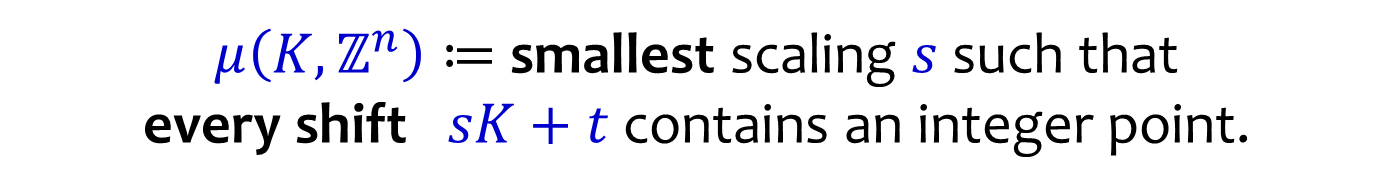 μ(K, ℤⁿ) ≔ smallest scaling s such that
every shift sK + t contains an integer point.